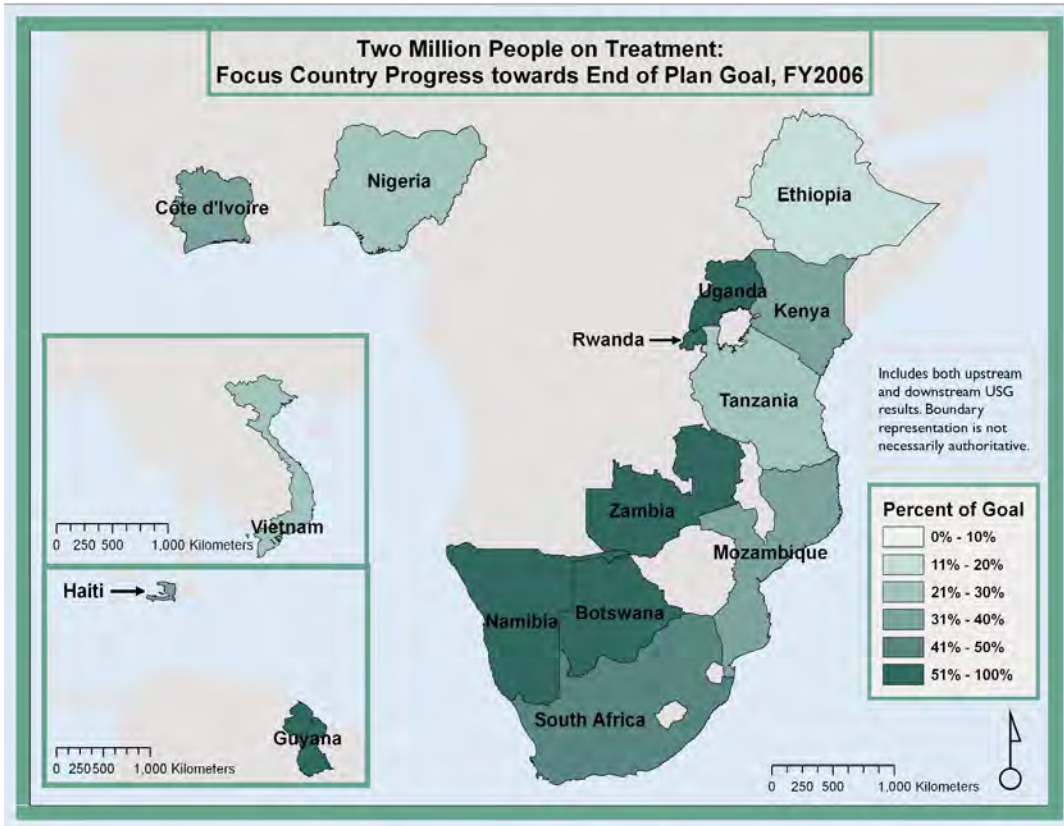 Two Million People on Treatment:
Focus Country Progress towards End of Plan Goal, FY2006
Côte d'Ivoire
Nigeria
Ethiopia
Uganda
Kenya
Rwanda
Tanzania
Includes both upstream
and downstream USG
results. Boundary
representation is not
necessarily authoritative.
Zambia
Mozambique
Namibia
Botswana
South Africa
Vietnam
0 250 500 1,000 Kilometers
Haiti
Guyana
0 250 500 1,000 Kilometers
Percent of Goal
0% - 10%
11% - 20%
21% - 30%
31% - 40%
41% - 50%
51% - 100%
0 250 500 1,000 Kilometers